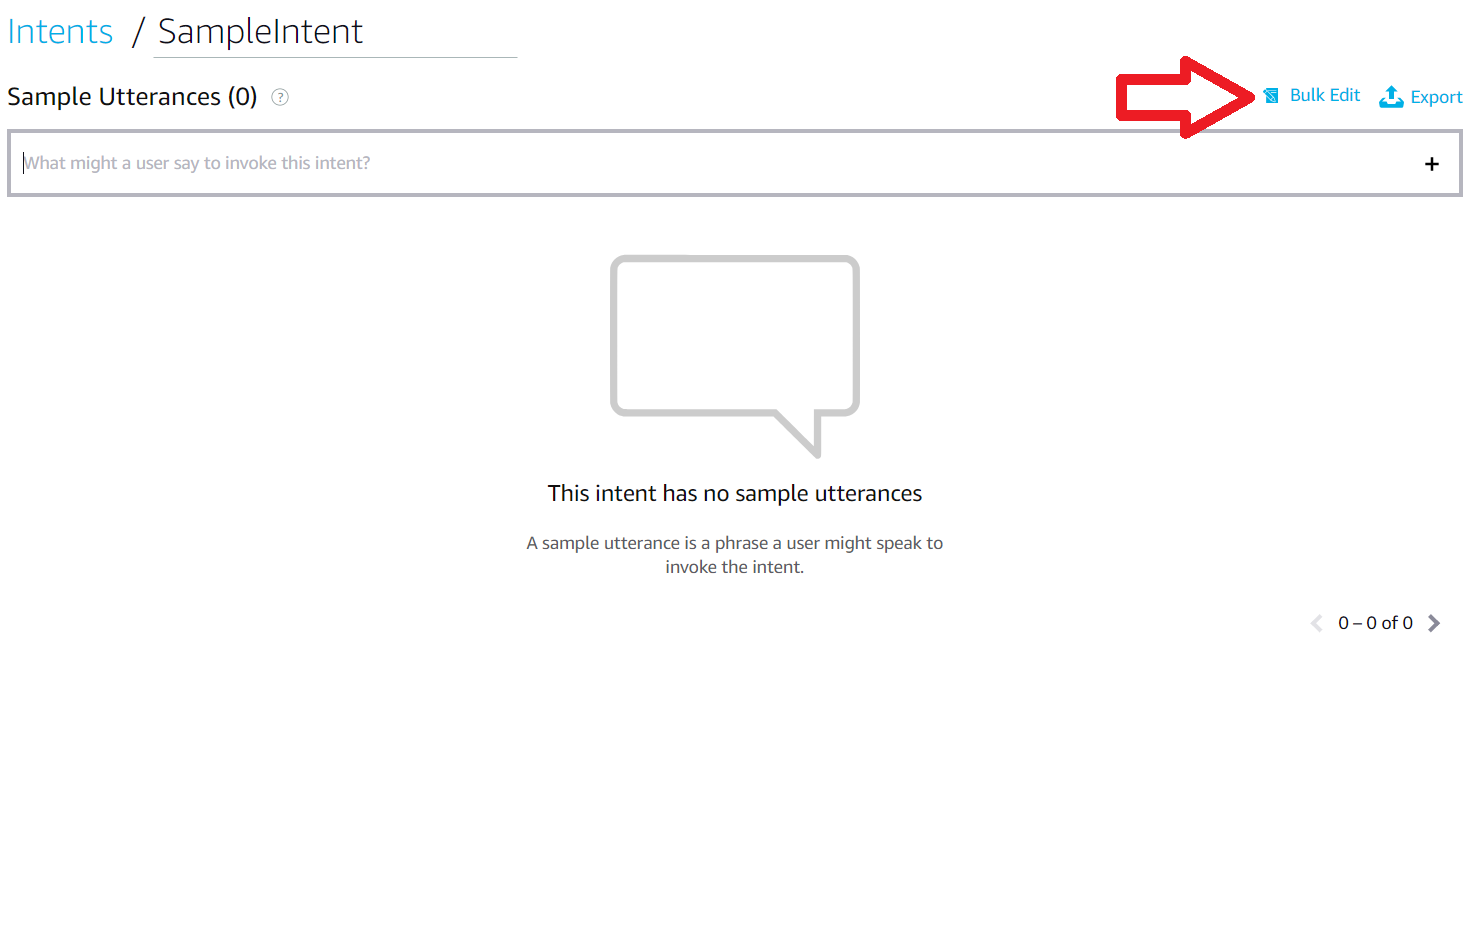 Intents / SampleIntent
Sample Utterances (0) ?
Bulk Edit Export
What might a user say to invoke this intent? +
This intent has no sample utterances
A sample utterance is a phrase a user might speak to
invoke the intent.
0 – 0 of 0